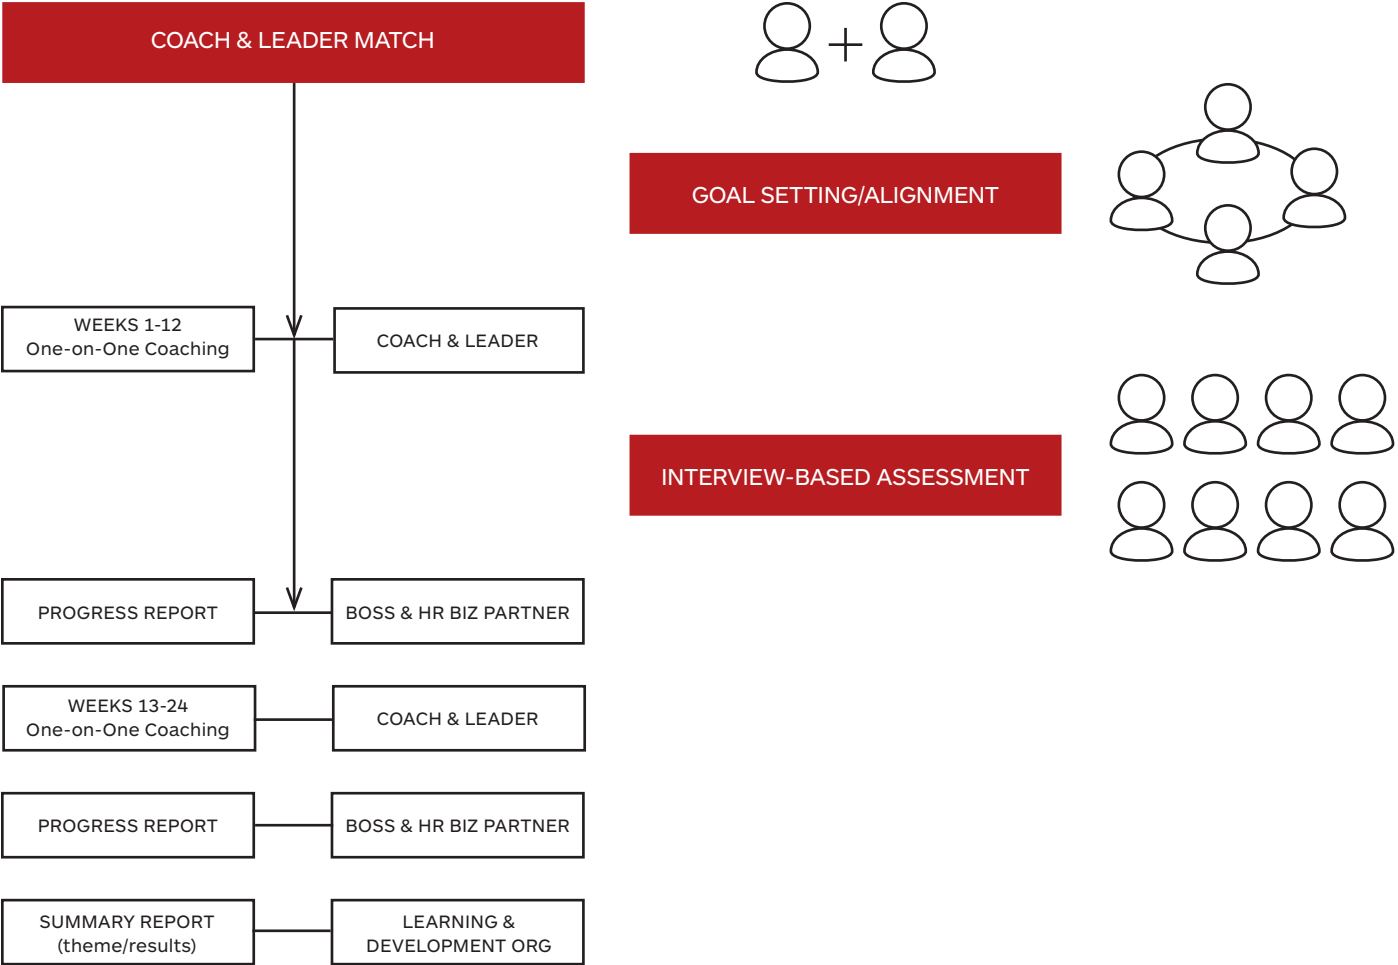 COACH & LEADER MATCH
GOAL SETTING/ALIGNMENT
WEEKS 1-12
One-on-One Coaching
COACH & LEADER
INTERVIEW-BASED ASSESSMENT
PROGRESS REPORT
BOSS & HR BIZ PARTNER
WEEKS 13-24
One-on-One Coaching
COACH & LEADER
PROGRESS REPORT
BOSS & HR BIZ PARTNER
SUMMARY REPORT
(theme/results)
LEARNING &
DEVELOPMENT ORG